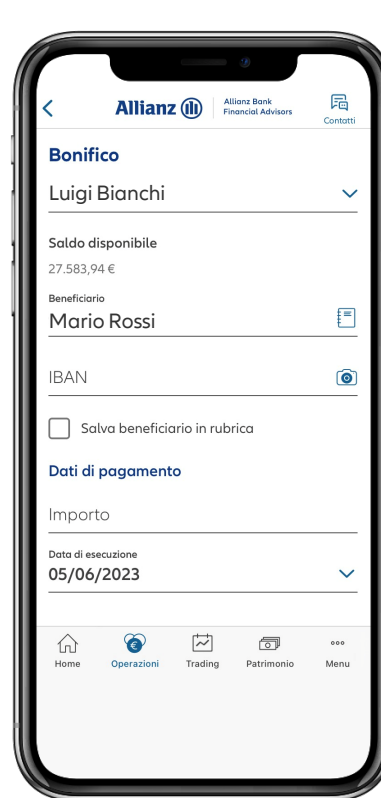 Allianz
Allianz Bank
Financial Advisors
Contatti
Bonifico
Luigi Bianchi
Saldo disponibile
27.583,94 €
Beneficiario
Mario Rossi
IBAN
Salva beneficiario in rubrica
Dati di pagamento
Importo
Data di esecuzione
05/06/2023
Home
Operazioni
Trading
Patrimonio
Menu